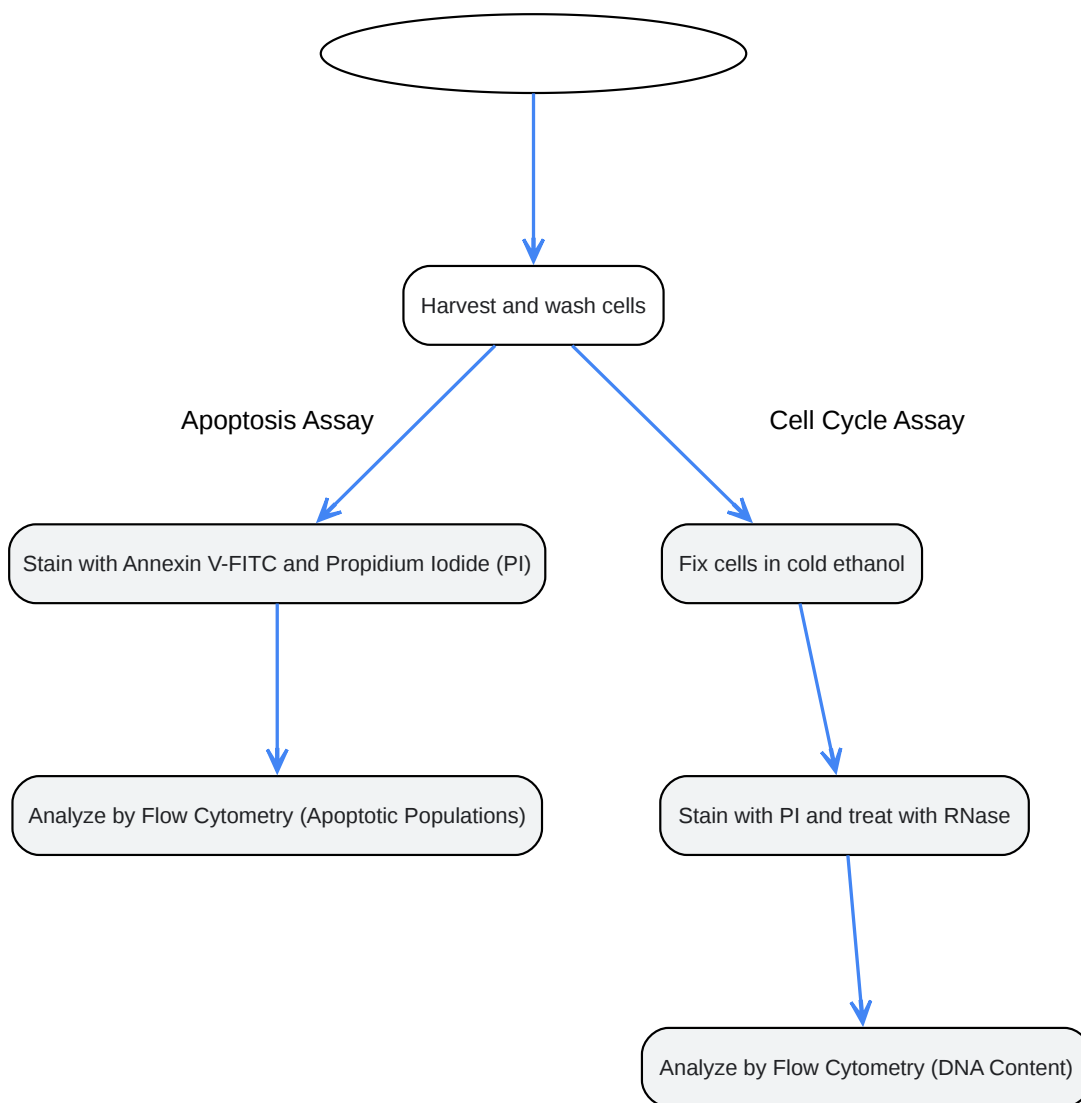 Harvest and wash cells
Apoptosis Assay
Cell Cycle Assay
Stain with Annexin V-FITC and Propidium Iodide (PI)
Fix cells in cold ethanol
Analyze by Flow Cytometry (Apoptotic Populations)
Stain with PI and treat with RNase
Analyze by Flow Cytometry (DNA Content)